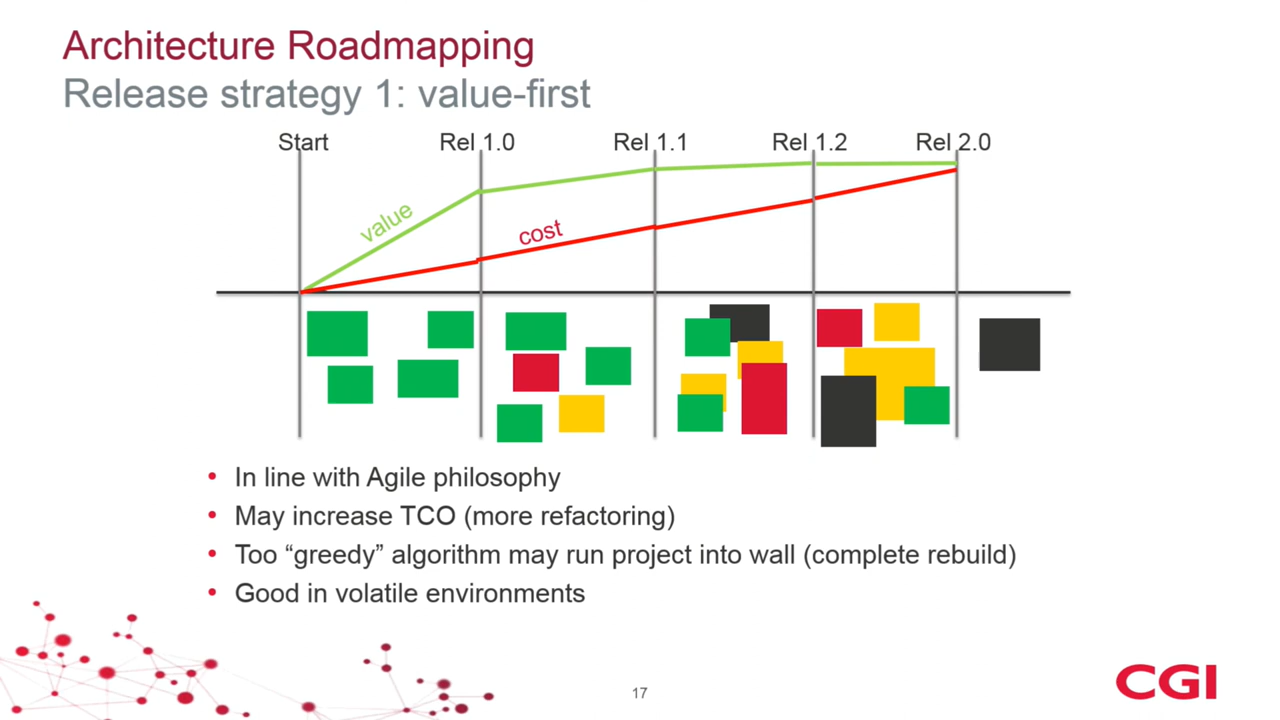 Architecture Roadmapping
Release strategy 1: value-first
Start Rel 1.0 Rel 1.1 Rel 1.2 Rel 2.0
value
cost
• In line with Agile philosophy
• May increase TCO (more refactoring)
• Too “greedy” algorithm may run project into wall (complete rebuild)
• Good in volatile environments
17
CGI